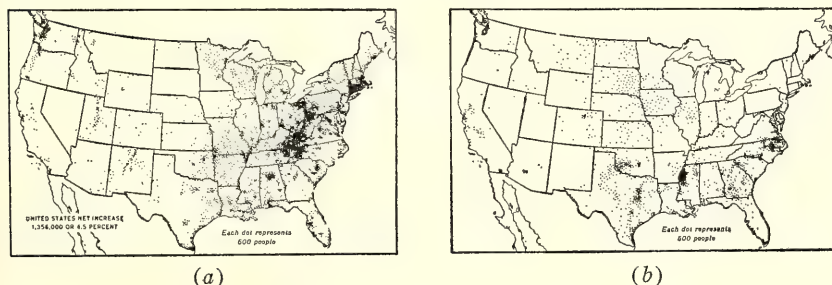 UNITED STATES NET INCREASE
1,356,000 OR 4.5 PERCENT
Each dot represents
600 people
(a)
Each dot represents
600 people
(b)